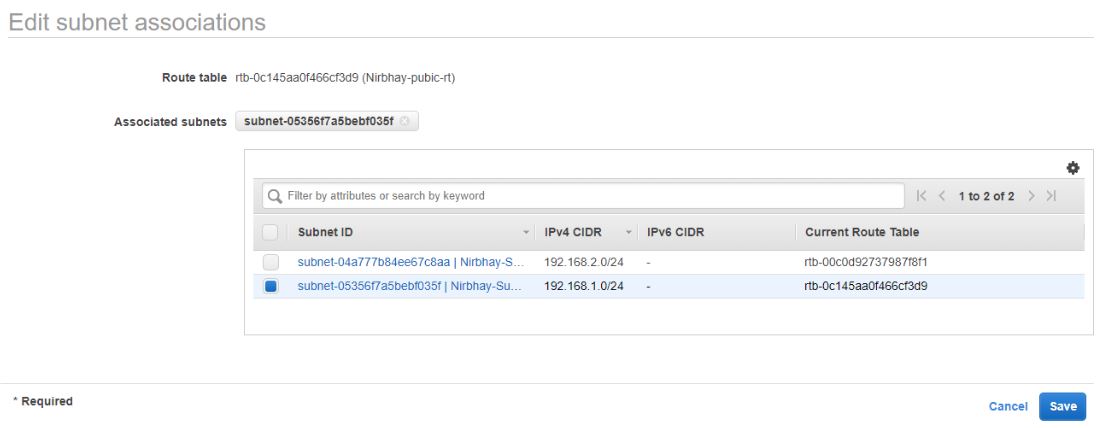 Edit subnet associations
Route table rtb-0c145aa0f466cf3d9 (Nirbhay-pubic-rt)
Associated subnets subnet-05356f7a5bebf035f
Filter by attributes or search by keyword 1 to 2 of 2
Subnet ID IPv4 CIDR IPv6 CIDR Current Route Table
subnet-04a777b84ee67c8aa | Nirbhay-S... 192.168.2.0/24 - rtb-00c0d92737987f8f1
subnet-05356f7a5bebf035f | Nirbhay-Su... 192.168.1.0/24 - rtb-0c145aa0f466cf3d9
* Required
Cancel Save